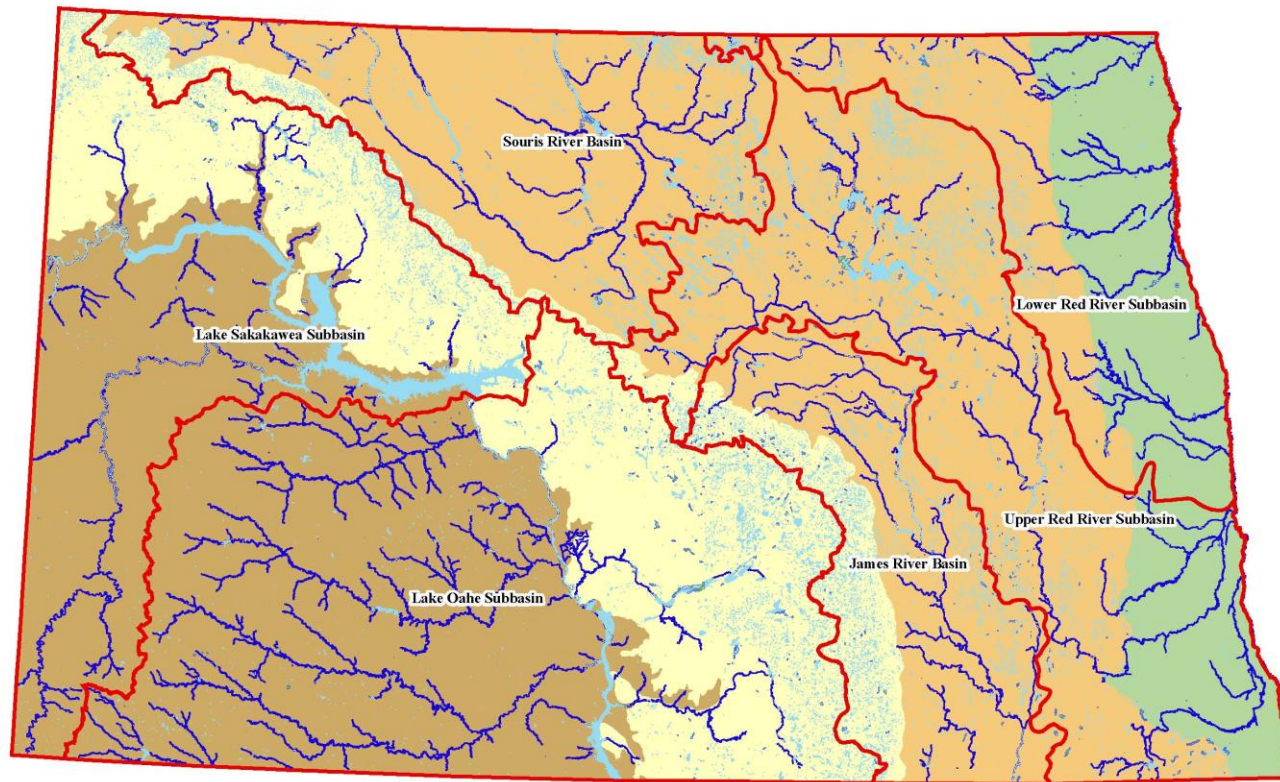 Souris River Basin
Lower Red River Subbasin
Lake Sakakawea Subbasin
Upper Red River Subbasin
James River Basin
Lake Oahe Subbasin